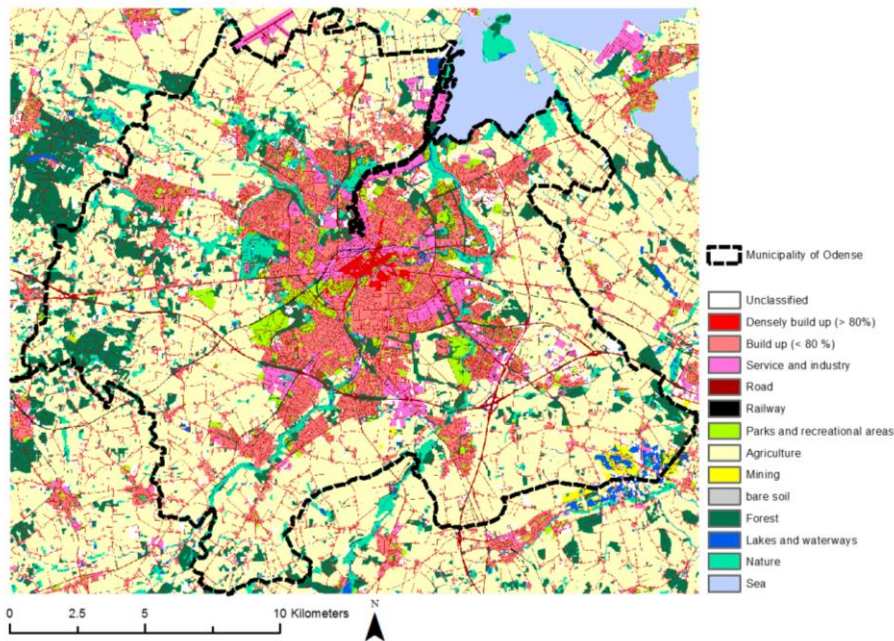 Municipality of Odense
Unclassified
Densely build up (> 80%)
Build up (< 80 %)
Service and industry
Road
Railway
Parks and recreational areas
Agriculture
Mining
bare soil
Forest
Lakes and waterways
Nature
Sea
0 2.5 5 10 Kilometers
N